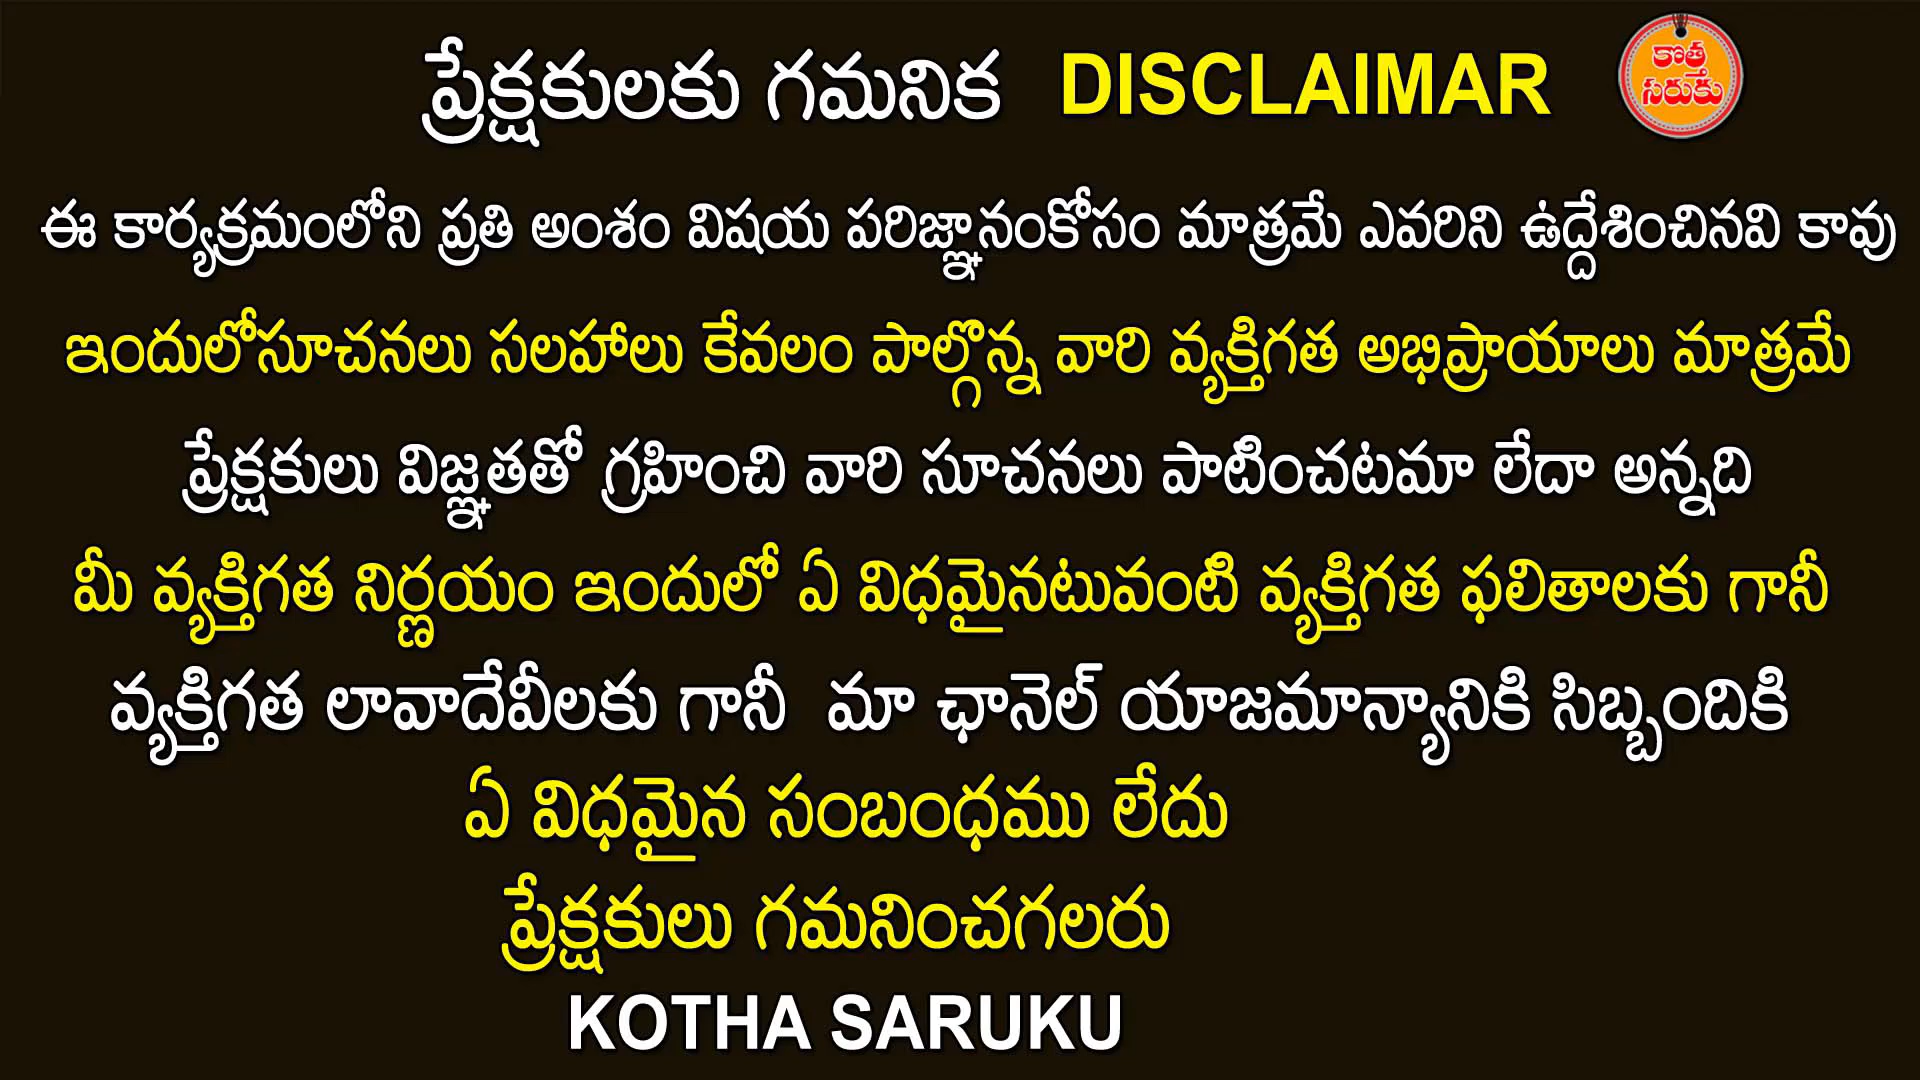 ప్రేక్షకులకు గమనిక DISCLAIMAR
కొత్త
సరుకు
ఈ కార్యక్రమంలోని ప్రతి అంశం విషయ పరిజ్ఞానంకోసం మాత్రమే ఎవరిని ఉద్దేశించినవి కావు
ఇందులోసూచనలు సలహాలు కేవలం పాల్గొన్న వారి వ్యక్తిగత అభిప్రాయాలు మాత్రమే
ప్రేక్షకులు విజ్ఞతతో గ్రహించి వారి సూచనలు పాటించటమా లేదా అన్నది
మీ వ్యక్తిగత నిర్ణయం ఇందులో ఏ విధమైనటువంటి వ్యక్తిగత ఫలితాలకు గానీ
వ్యక్తిగత లావాదేవీలకు గానీ మా ఛానెల్ యాజమాన్యానికి సిబ్బందికి
ఏ విధమైన సంబంధము లేదు
ప్రేక్షకులు గమనించగలరు
KOTHA SARUKU